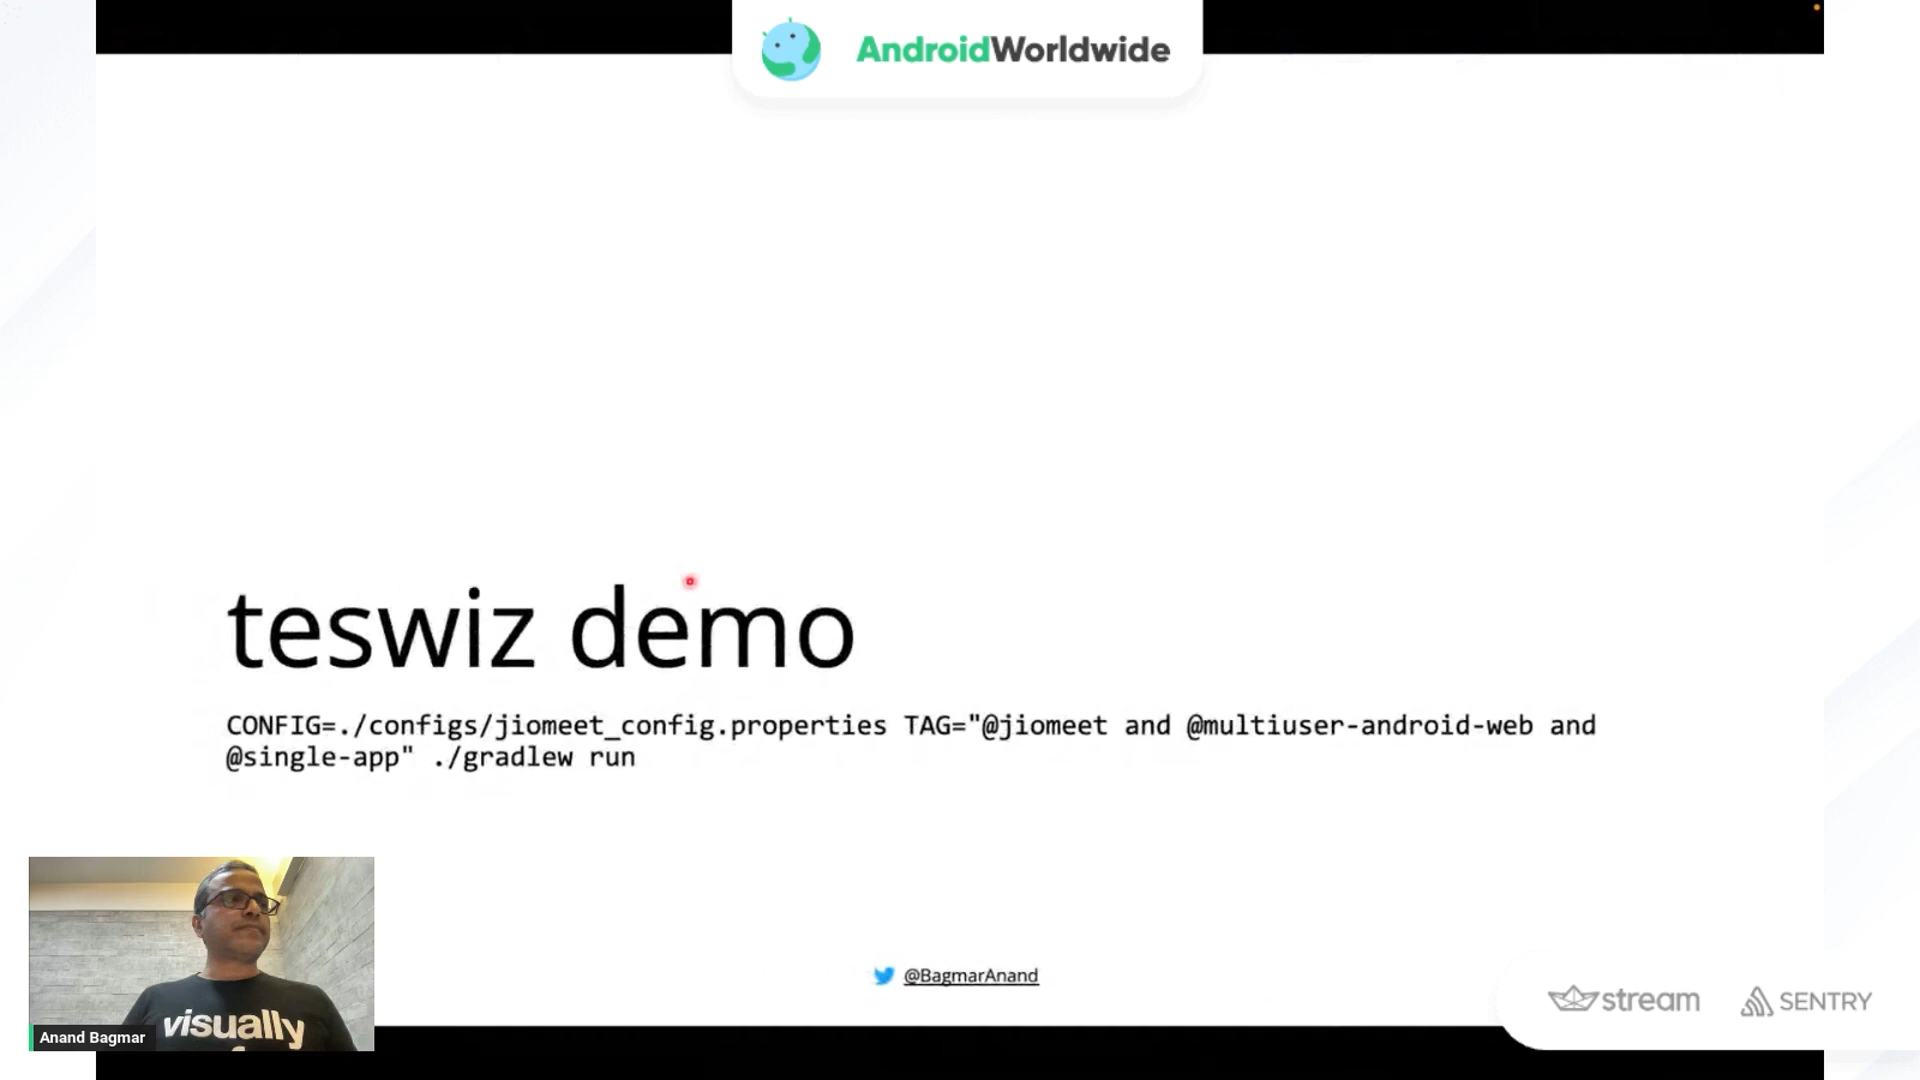 AndroidWorldwide
teswiz demo
CONFIG=./configs/jiomeet_config.properties TAG="@jiomeet and @multiuser-android-web and
@single-app" ./gradlew run
visually
Anand Bagmar
@BagmarAnand
stream
SENTRY